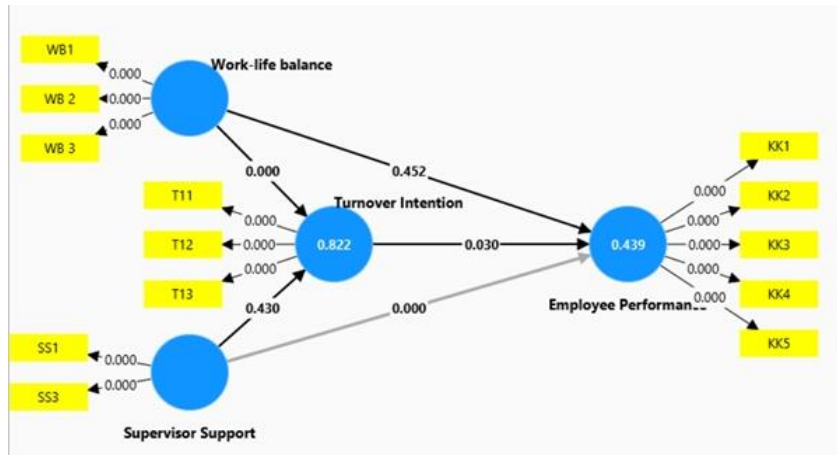 WB1
WB 2
WB 3
0.000
0.000
0.000
Work-life balance
0.000
0.452
T11
T12
T13
0.000
0.000
0.000
Turnover Intention
0.822
0.030
0.430
0.000
SS1
SS3
0.000
0.000
Supervisor Support
0.439
Employee Performanc...
0.000
0.000
0.000
0.000
0.000
KK1
KK2
KK3
KK4
KK5